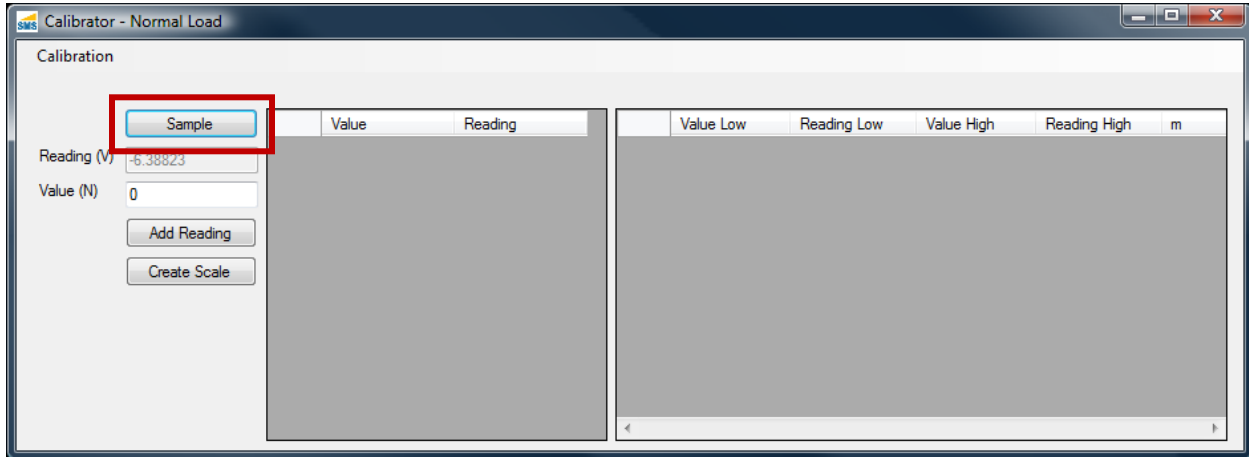 SMS Calibrator - Normal Load
Calibration
Sample
Value Reading
Value Low Reading Low Value High Reading High m
Reading (V) -6.38823
Value (N) 0
Add Reading
Create Scale